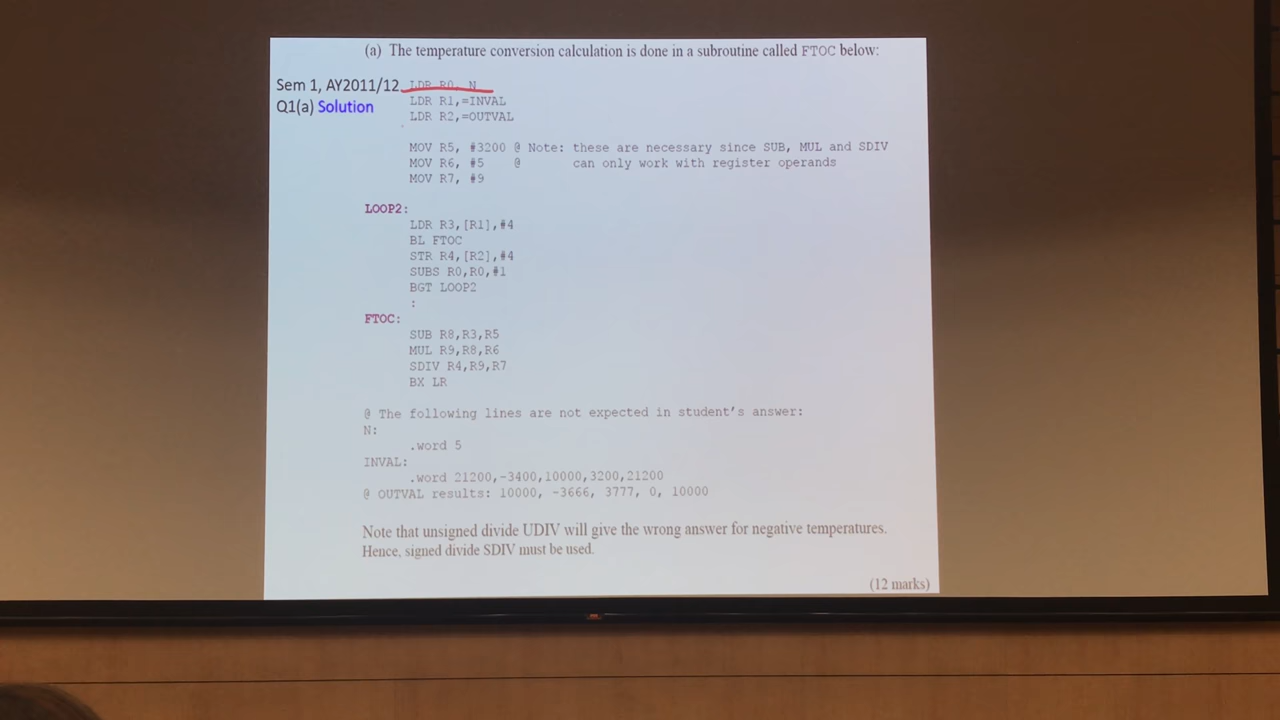 (a) The temperature conversion calculation is done in a subroutine called FTOC below:
Sem 1, AY2011/12
Q1(a) Solution
LDR R0, N
LDR R1,=INVAL
LDR R2,=OUTVAL
MOV R5, #3200 @ Note: these are necessary since SUB, MUL and SDIV
MOV R6, #5 @ can only work with register operands
MOV R7, #9
LOOP2:
LDR R3,[R1],#4
BL FTOC
STR R4,[R2],#4
SUBS R0,R0,#1
BGT LOOP2
:
FTOC:
SUB R8,R3,R5
MUL R9,R8,R6
SDIV R4,R9,R7
BX LR
@ The following lines are not expected in student's answer:
N:
.word 5
INVAL:
.word 21200,-3400,10000,3200,21200
@ OUTVAL results: 10000, -3666, 3777, 0, 10000
Note that unsigned divide UDIV will give the wrong answer for negative temperatures.
Hence, signed divide SDIV must be used.
(12 marks)